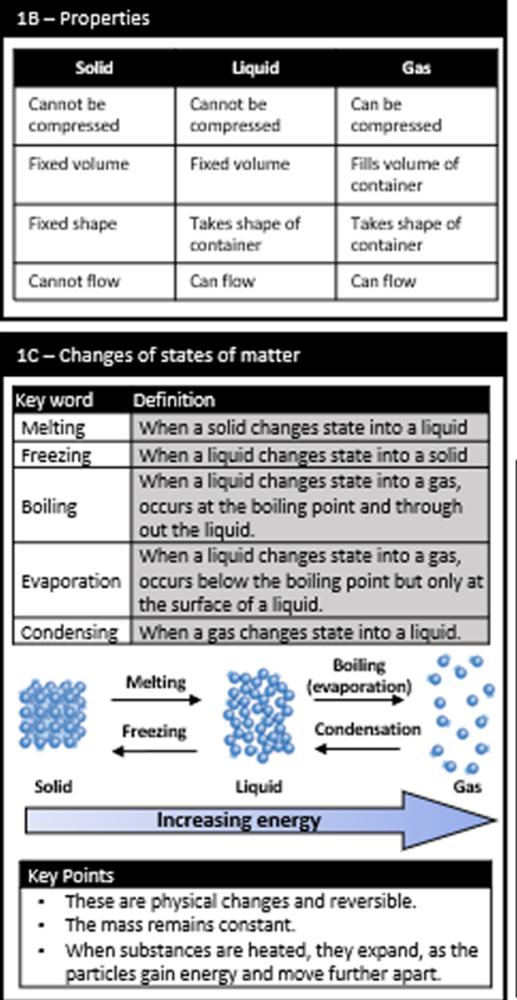 1B – Properties
Solid Liquid Gas
Cannot be Cannot be Can be
compressed compressed compressed
Fixed volume Fixed volume Fills volume of
container
Fixed shape Takes shape of Takes shape of
container container
Cannot flow Can flow Can flow
1C – Changes of states of matter
Key word Definition
Melting When a solid changes state into a liquid
Freezing When a liquid changes state into a solid
When a liquid changes state into a gas,
Boiling occurs at the boiling point and through
out the liquid.
When a liquid changes state into a gas,
Evaporation occurs below the boiling point but only at
the surface of a liquid.
Condensing When a gas changes state into a liquid.
Boiling
Melting (evaporation)
Freezing Condensation
Solid Liquid Gas
Increasing energy
Key Points
• These are physical changes and reversible.
• The mass remains constant.
• When substances are heated, they expand, as the
particles gain energy and move further apart.